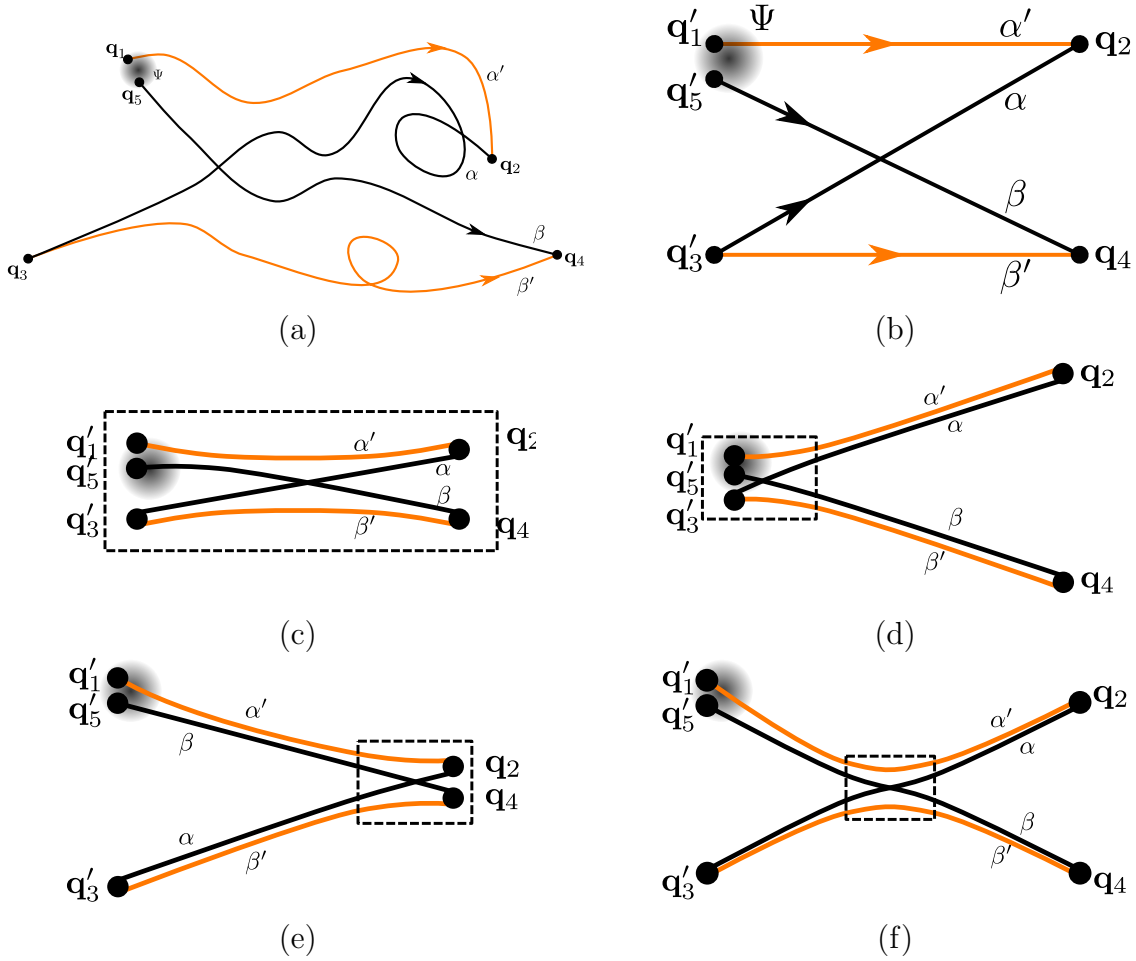 q₁
Ψ
q₅
α′
q₂
α
q₃
β
q₄
β′
(a)
q′₁
Ψ
α′
q₂
q′₅
α
β
q′₃
β′
q₄
(b)
q′₁
α′
q₂
q′₅
α
β
q′₃
β′
q₄
(c)
q₂
α′
α
q′₁
q′₅
q′₃
β
β′
q₄
(d)
q′₁
q′₅
α′
β
q₂
q₄
α
β′
q′₃
(e)
q′₁
q′₅
α′
q₂
α
β
β′
q′₃
q₄
(f)